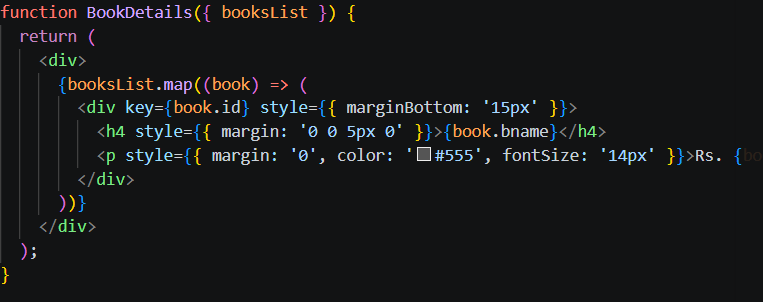 function BookDetails({ booksList }) {
  return (
    <div>
      {booksList.map((book) => (
        <div key={book.id} style={{ marginBottom: '15px' }}>
          <h4 style={{ margin: '0 0 5px 0' }}>{book.bname}</h4>
          <p style={{ margin: '0', color: '#555', fontSize: '14px' }}>Rs. {
        </div>
      ))}
    </div>
  );
}